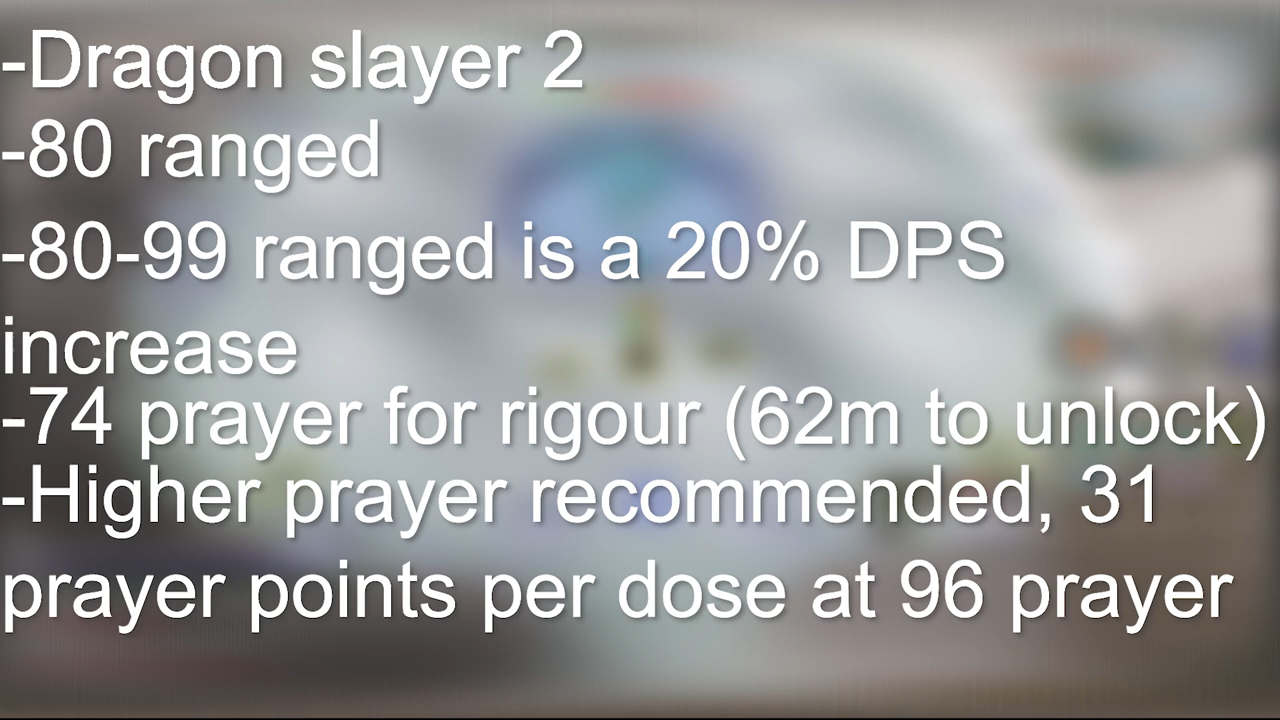 -Dragon slayer 2
-80 ranged
-80-99 ranged is a 20% DPS
increase
-74 prayer for rigour (62m to unlock)
-Higher prayer recommended, 31
prayer points per dose at 96 prayer